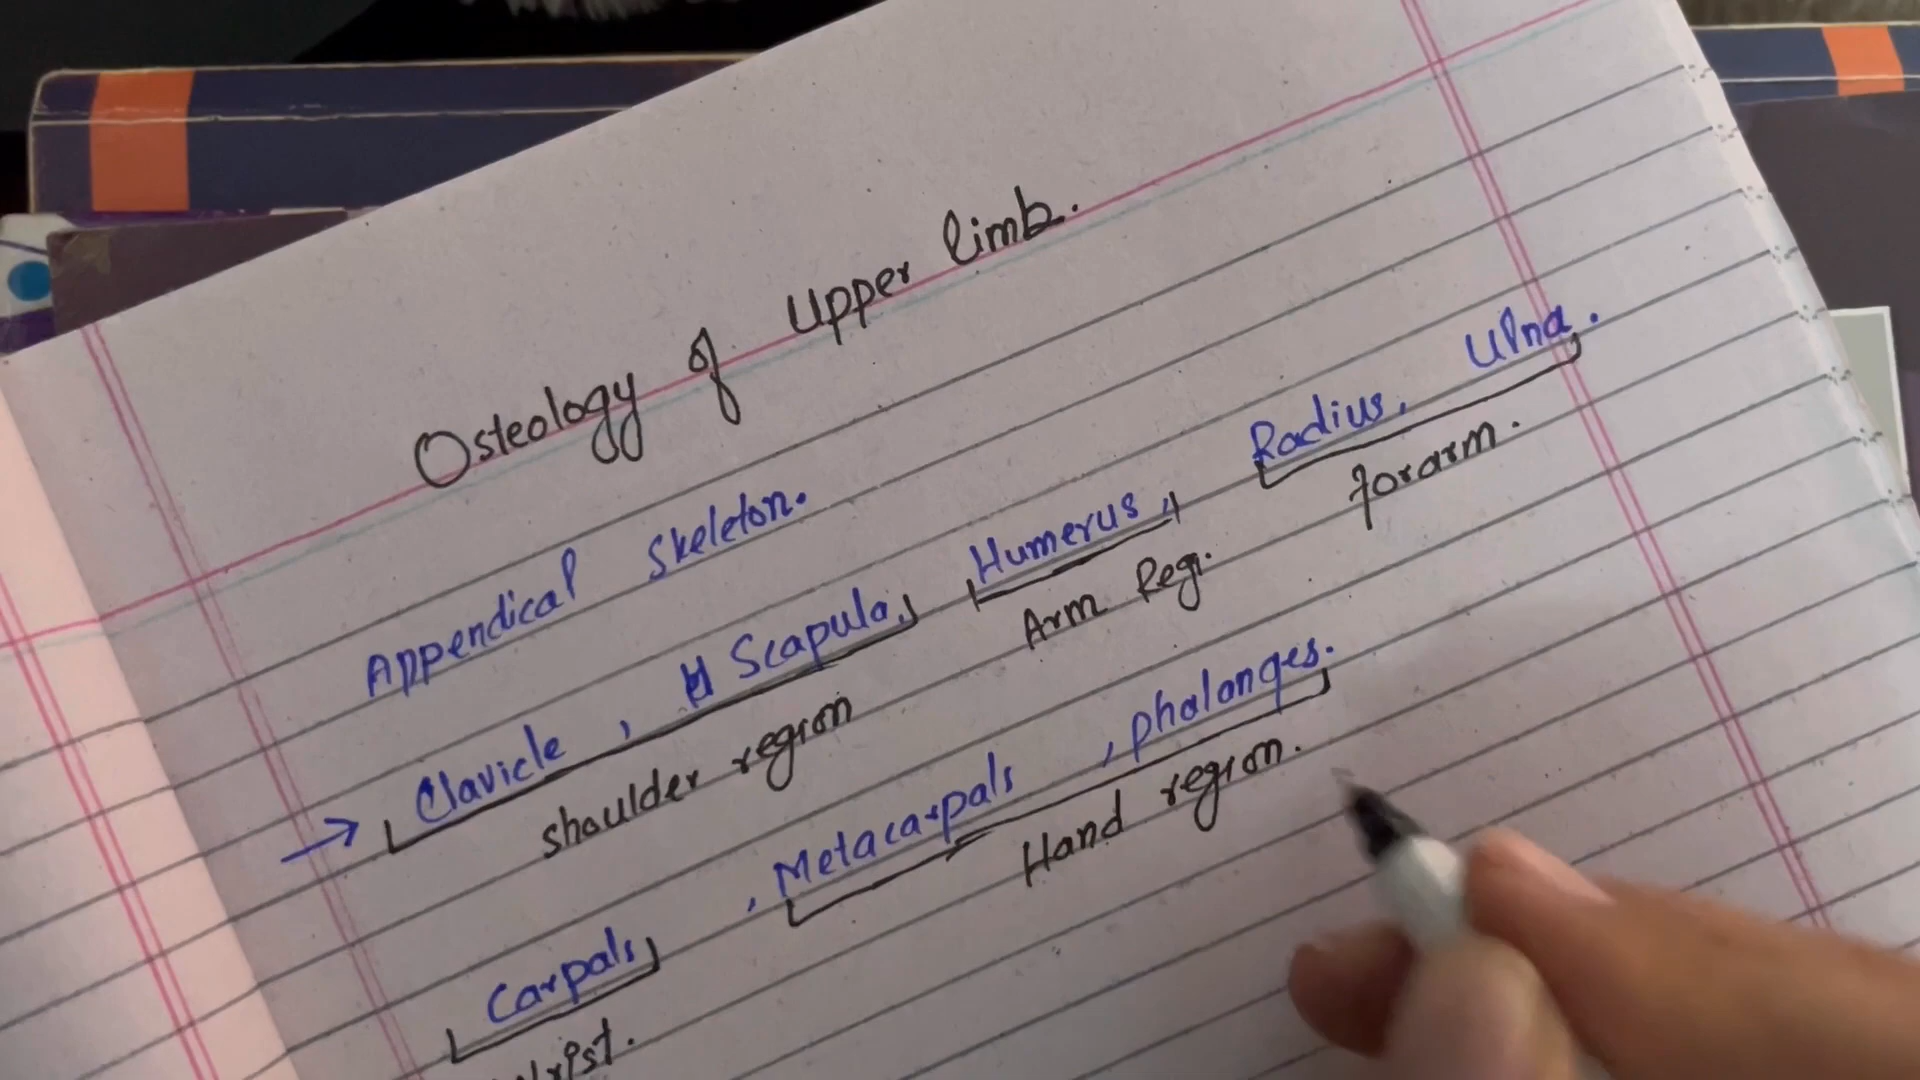 Osteology of Upper limb.
Appendical Skeleton.
→ Clavicle, Scapula, Humerus, Radius, Ulna.
shoulder region Arm Reg. forarm.
Carpals, Metacarpals, phalanges.
Wrist. Hand region.